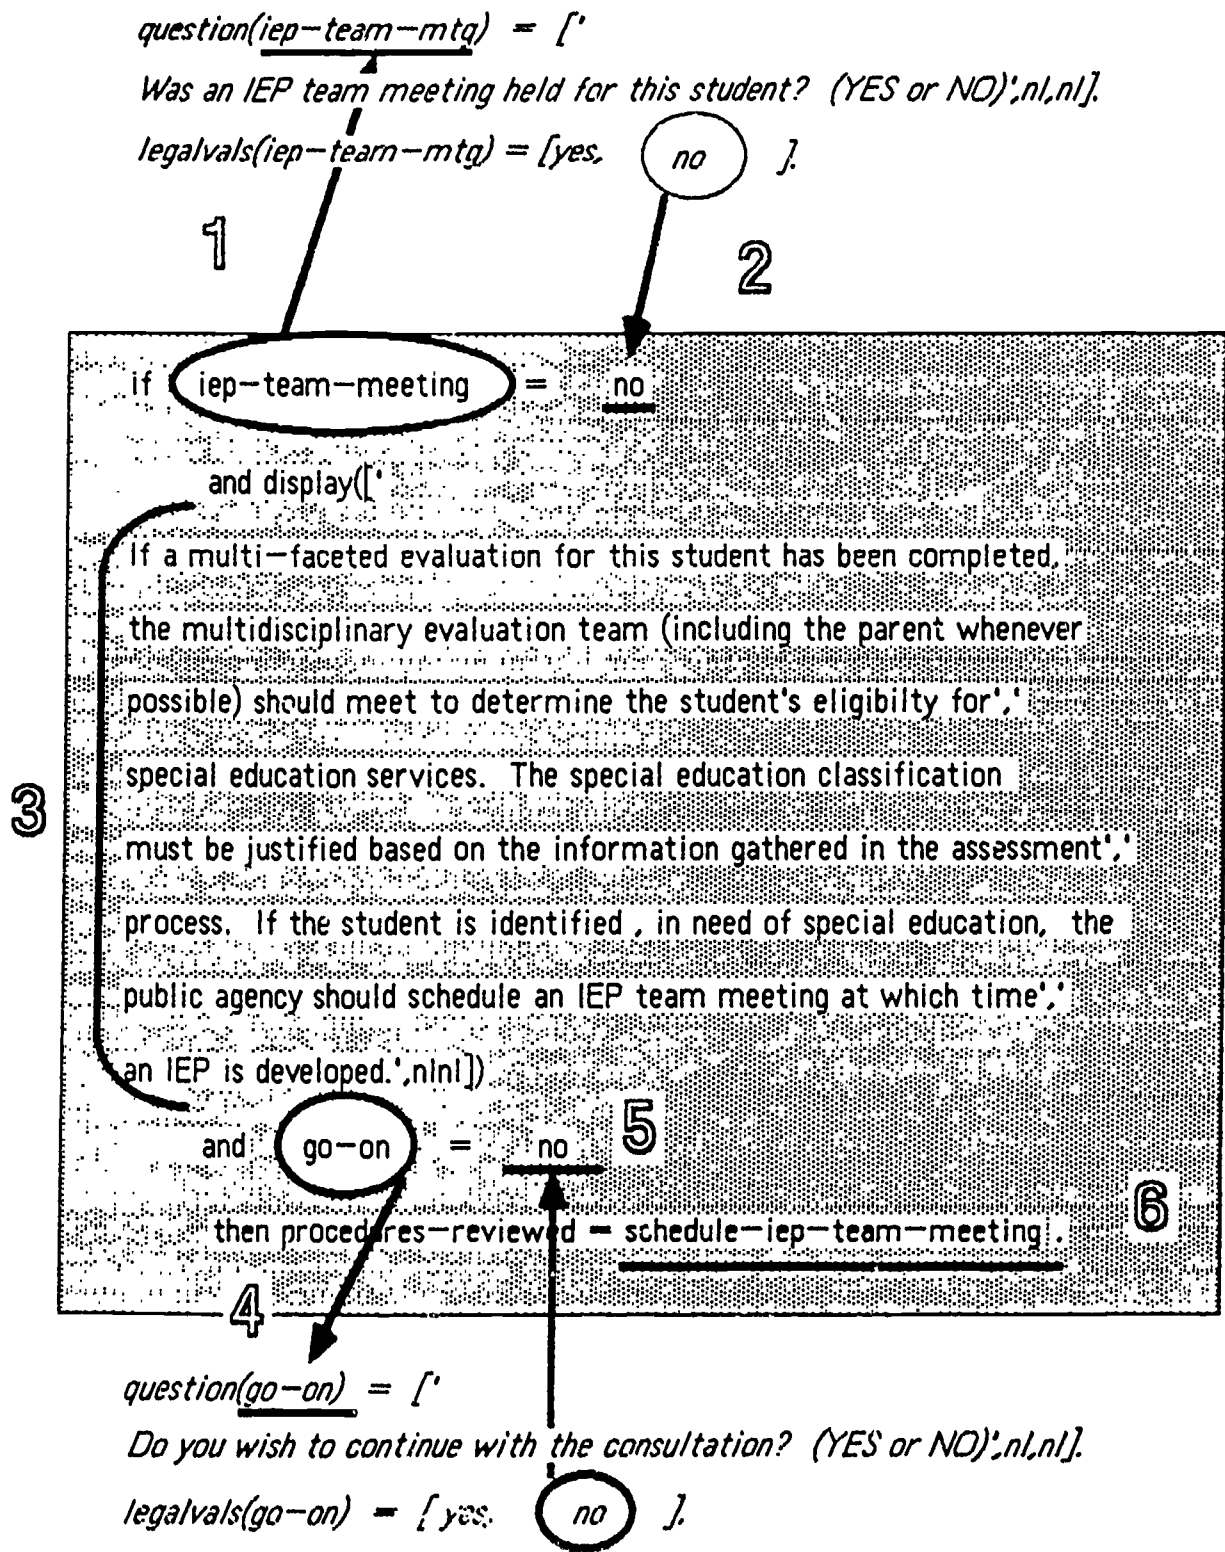 question(iep-team-mtg) = ['
Was an IEP team meeting held for this student? (YES or NO)',nl,nl].
legalvals(iep-team-mtg) = [yes, no ].
1
2
if iep-team-meeting = no
and display(['
If a multi-faceted evaluation for this student has been completed,
the multidisciplinary evaluation team (including the parent whenever
possible) should meet to determine the student's eligibilty for','
special education services. The special education classification
3
must be justified based on the information gathered in the assessment','
process. If the student is identified , in need of special education, the
public agency should schedule an IEP team meeting at which time','
an IEP is developed.',nlnl])
and go-on = no 5
then procedures-reviewed = schedule-iep-team-meeting . 6
4
question(go-on) = ['
Do you wish to continue with the consultation? (YES or NO)',nl,nl].
legalvals(go-on) = [ yes, no ].